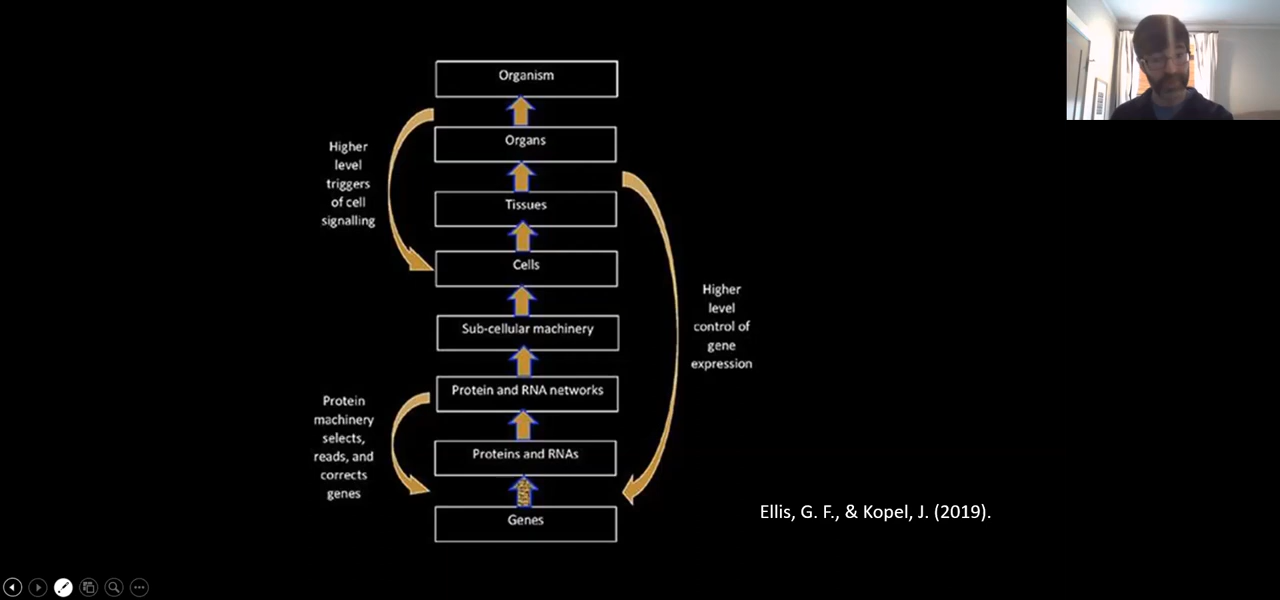 Organism
Organs
Tissues
Cells
Sub-cellular machinery
Protein and RNA networks
Proteins and RNAs
Genes
Higher
level
triggers
of cell
signalling
Protein
machinery
selects,
reads, and
corrects
genes
Higher
level
control of
gene
expression
Ellis, G. F., & Kopel, J. (2019).